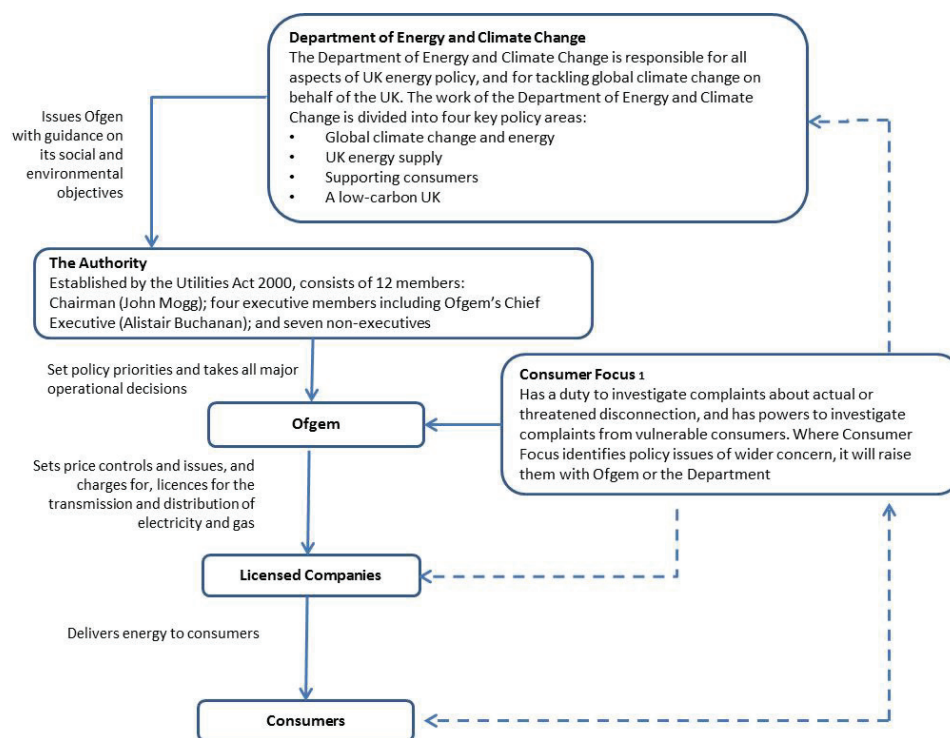 Department of Energy and Climate Change
The Department of Energy and Climate Change is responsible for all
aspects of UK energy policy, and for tackling global climate change on
behalf of the UK. The work of the Department of Energy and Climate
Change is divided into four key policy areas:
• Global climate change and energy
• UK energy supply
• Supporting consumers
• A low-carbon UK
Issues Ofgen
with guidance on
its social and
environmental
objectives
The Authority
Established by the Utilities Act 2000, consists of 12 members:
Chairman (John Mogg); four executive members including Ofgem's Chief
Executive (Alistair Buchanan); and seven non-executives
Set policy priorities and takes all major
operational decisions
Consumer Focus 1
Has a duty to investigate complaints about actual or
threatened disconnection, and has powers to investigate
complaints from vulnerable consumers. Where Consumer
Focus identifies policy issues of wider concern, it will raise
them with Ofgem or the Department
Ofgem
Sets price controls and issues, and
charges for, licences for the
transmission and distribution of
electricity and gas
Licensed Companies
Delivers energy to consumers
Consumers